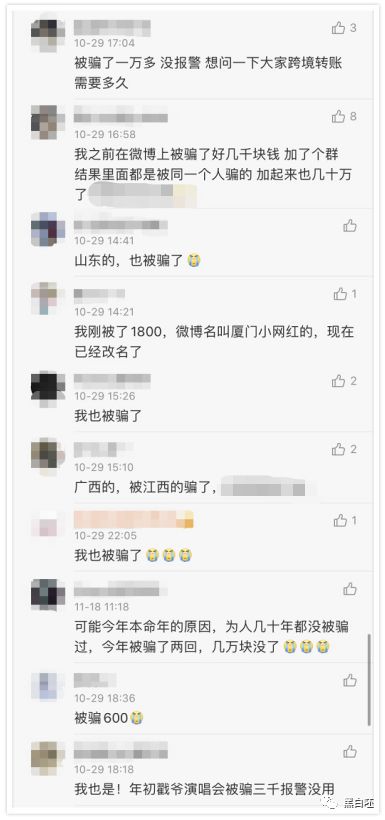 3
10-29 17:04
被骗了一万多 没报警 想问一下大家跨境转账
需要多久
8
10-29 16:58
我之前在微博上被骗了好几千块钱 加了个群
结果里面都是被同一个人骗的 加起来也几十万
了
10-29 14:41
山东的，也被骗了😭
1
10-29 14:21
我刚被了1800，微博名叫厦门小网红的，现在
已经改名了
2
10-29 15:26
我也被骗了
2
10-29 15:10
广西的，被江西的骗了，
1
10-29 22:05
我也被骗了😭😭😭
11-18 11:18
可能今年本命年的原因，为人几十年都没被骗
过，今年被骗了两回，几万块没了😭😭😭
10-29 18:36
被骗600😭
10-29 18:18
我也是！年初戳爷演唱会被骗三千报警没用
黑白坯